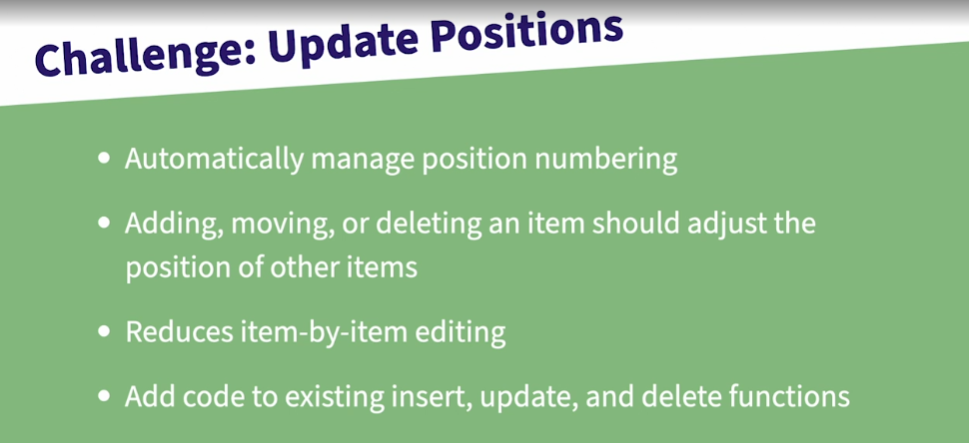 Challenge: Update Positions
• Automatically manage position numbering
• Adding, moving, or deleting an item should adjust the
position of other items
• Reduces item-by-item editing
• Add code to existing insert, update, and delete functions